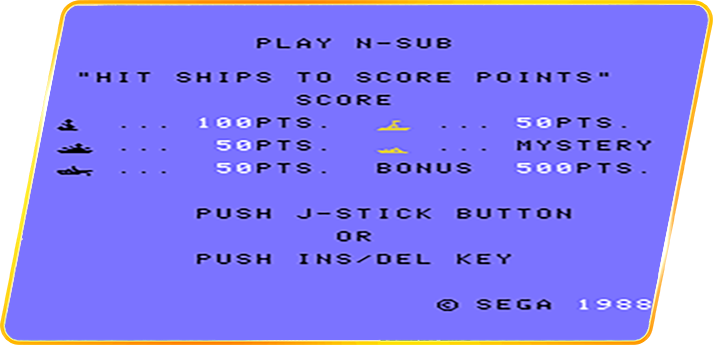 PLAY N-SUB
"HIT SHIPS TO SCORE POINTS"
SCORE
... 100PTS. ... 50PTS.
... 50PTS. ... MYSTERY
... 50PTS. BONUS 500PTS.
PUSH J-STICK BUTTON
OR
PUSH INS/DEL KEY
© SEGA 1988